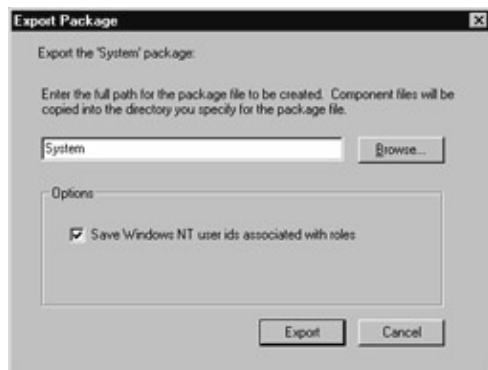 Export Package
Export the 'System' package:
Enter the full path for the package file to be created. Component files will be
copied into the directory you specify for the package file.
System
Browse...
Options
Save Windows NT user ids associated with roles
Export
Cancel